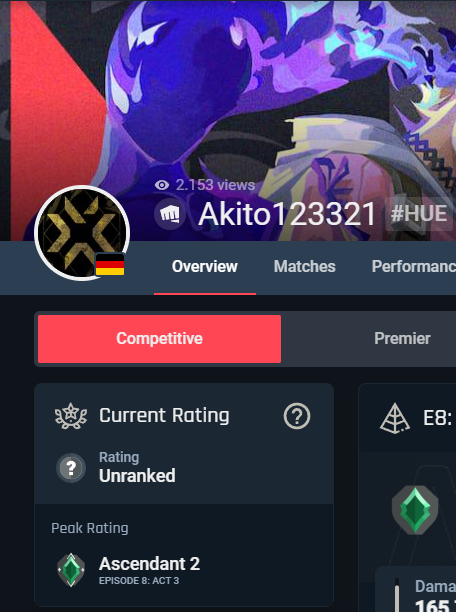 2.153 views
Akito123321 #HUE
Overview Matches Performanc
Competitive Premier
Current Rating ?
E8:
? Rating
Unranked
Peak Rating
Ascendant 2
EPISODE 8: ACT 3
Dama
165.